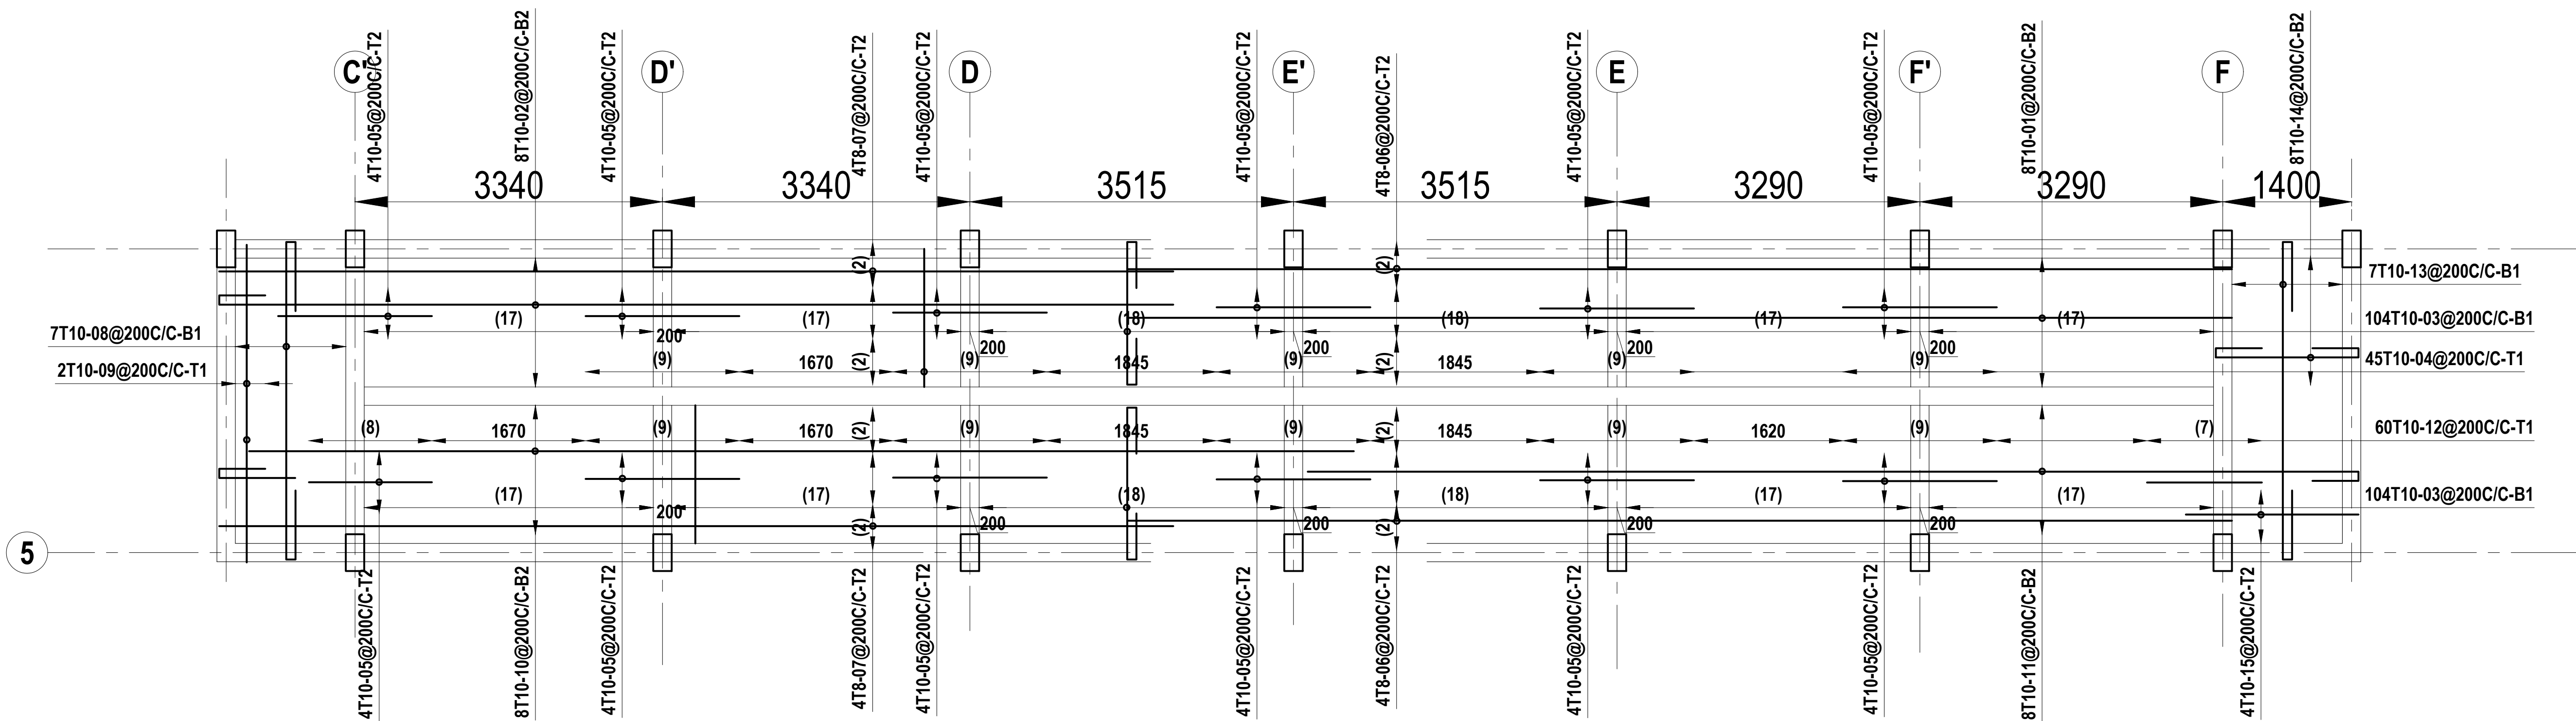 4T10-05@200C/C-T2
8T10-02@200C/C-B2
4T10-05@200C/C-T2
4T8-07@200C/C-T2
4T10-05@200C/C-T2
4T10-05@200C/C-T2
4T8-06@200C/C-T2
4T10-05@200C/C-T2
4T10-05@200C/C-T2
8T10-01@200C/C-B2
8T10-14@200C/C-B2
C' D' D E' E F' F
3340 3340 3515 3515 3290 3290 1400
(2) (2)
7T10-13@200C/C-B1
(17) (17) (18) (18) (17) (17)
104T10-03@200C/C-B1
7T10-08@200C/C-B1
200 200 200 200 200
(9) 1670 (2) (9) 1845 (9) (2) 1845 (9) (9)
45T10-04@200C/C-T1
2T10-09@200C/C-T1
(8) 1670 (9) 1670 (2) (9) 1845 (9) (2) 1845 (9) 1620 (9) (7)
60T10-12@200C/C-T1
(17) (17) (18) (18) (17) (17)
104T10-03@200C/C-B1
200 200 200 200 200
(2) (2)
5
4T10-05@200C/C-T2
8T10-10@200C/C-B2
4T10-05@200C/C-T2
4T8-07@200C/C-T2
4T10-05@200C/C-T2
4T10-05@200C/C-T2
4T8-06@200C/C-T2
4T10-05@200C/C-T2
4T10-05@200C/C-T2
8T10-11@200C/C-B2
4T10-15@200C/C-T2